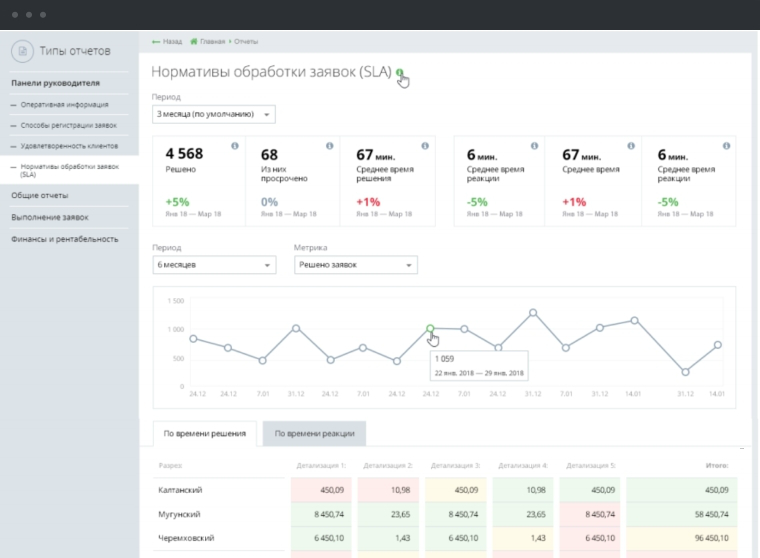 Типы отчетов
Панели руководителя
— Оперативная информация
— Способы регистрации заявок
— Удовлетворенность клиентов
— Нормативы обработки заявок
(SLA)
Общие отчеты
Выполнение заявок
Финансы и рентабельность
Назад Главная › Отчеты
Нормативы обработки заявок (SLA)
Период
3 месяца (по умолчанию)
4 568
Решено
+5%
Янв 18 — Мар 18
68
Из них
просрочено
0%
Янв 18 — Мар 18
67 мин.
Среднее время
решения
+1%
Янв 18 — Мар 18
6 мин.
Среднее время
реакции
-5%
Янв 18 — Мар 18
67 мин.
Среднее время
+1%
Янв 18 — Мар 18
6 мин.
Среднее время
реакции
-5%
Янв 18 — Мар 18
Период Метрика
6 месяцев Решено заявок
1 500
1 000
500
0
1 059
22 янв, 2018 — 29 янв, 2018
24.12 24.12 7.01 31.12 24.12 7.01 24.12 24.12 7.01 24.12 31.12 7.01 31.12 14.01 31.12 14.01
По времени решения По времени реакции
Разрез: Детализация 1: Детализация 2: Детализация 3: Детализация 4: Детализация 5: Итого:
Калтанский 450,09 10,98 450,09 10,98 450,09 450,09
Мугунский 8 450,74 23,65 8 450,74 23,65 8 450,74 58 450,74
Черемховский 6 450,10 1,43 6 450,10 1,43 6 450,10 96 450,10